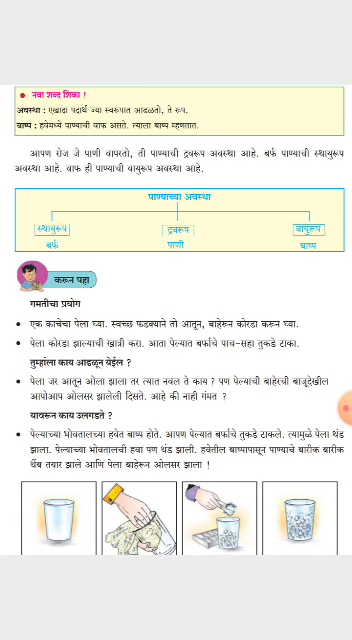 नवा शब्द शिका !
अवस्था : एखादा पदार्थ ज्या स्वरूपात आढळतो, ते रूप.
बाष्प : हवेमध्ये पाण्याची वाफ असते. त्याला बाष्प म्हणतात.
आपण रोज जे पाणी वापरतो, ती पाण्याची द्रवरूप अवस्था आहे. बर्फ पाण्याची स्थायुरूप
अवस्था आहे. वाफ ही पाण्याची वायुरूप अवस्था आहे.
पाण्याच्या अवस्था
स्थायुरूप द्रवरूप वायुरूप
बर्फ पाणी बाष्प
करून पहा
गमतीचा प्रयोग
• एक काचेचा पेला घ्या. स्वच्छ फडक्याने तो आतून, बाहेरून कोरडा करून घ्या.
• पेला कोरडा झाल्याची खात्री करा. आता पेल्यात बर्फाचे पाच-सहा तुकडे टाका.
तुम्हांला काय आढळून येईल ?
• पेला जर आतून ओला झाला तर त्यात नवल ते काय ? पण पेल्याची बाहेरची बाजूदेखील
आपोआप ओलसर झालेली दिसते. आहे की नाही गंमत ?
यावरून काय उलगडते ?
• पेल्याच्या भोवतालच्या हवेत बाष्प होते. आपण पेल्यात बर्फाचे तुकडे टाकले. त्यामुळे पेला थंड
झाला. पेल्याच्या भोवतालची हवा पण थंड झाली. हवेतील बाष्पापासून पाण्याचे बारीक बारीक
थेंब तयार झाले आणि पेला बाहेरून ओलसर झाला !